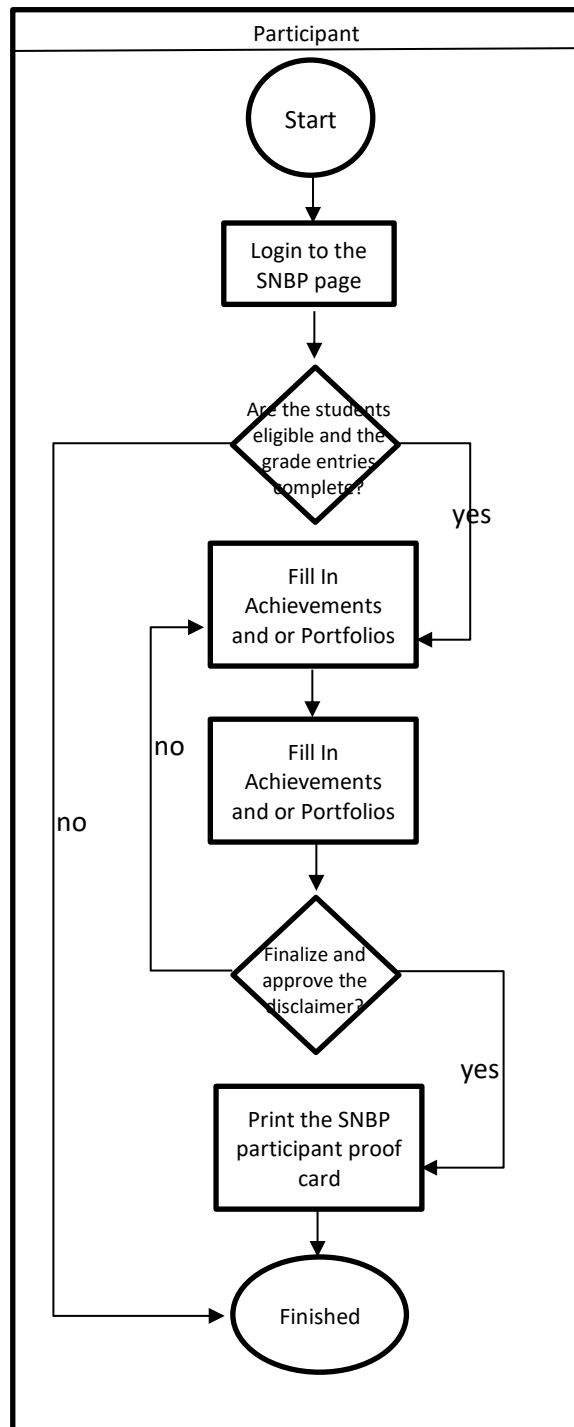 Participant
Start
Login to the
SNBP page
Are the students
eligible and the
grade entries
complete?
yes
Fill In
Achievements
and or Portfolios
no
Fill In
Achievements
and or Portfolios
no
Finalize and
approve the
disclaimer?
yes
Print the SNBP
participant proof
card
Finished